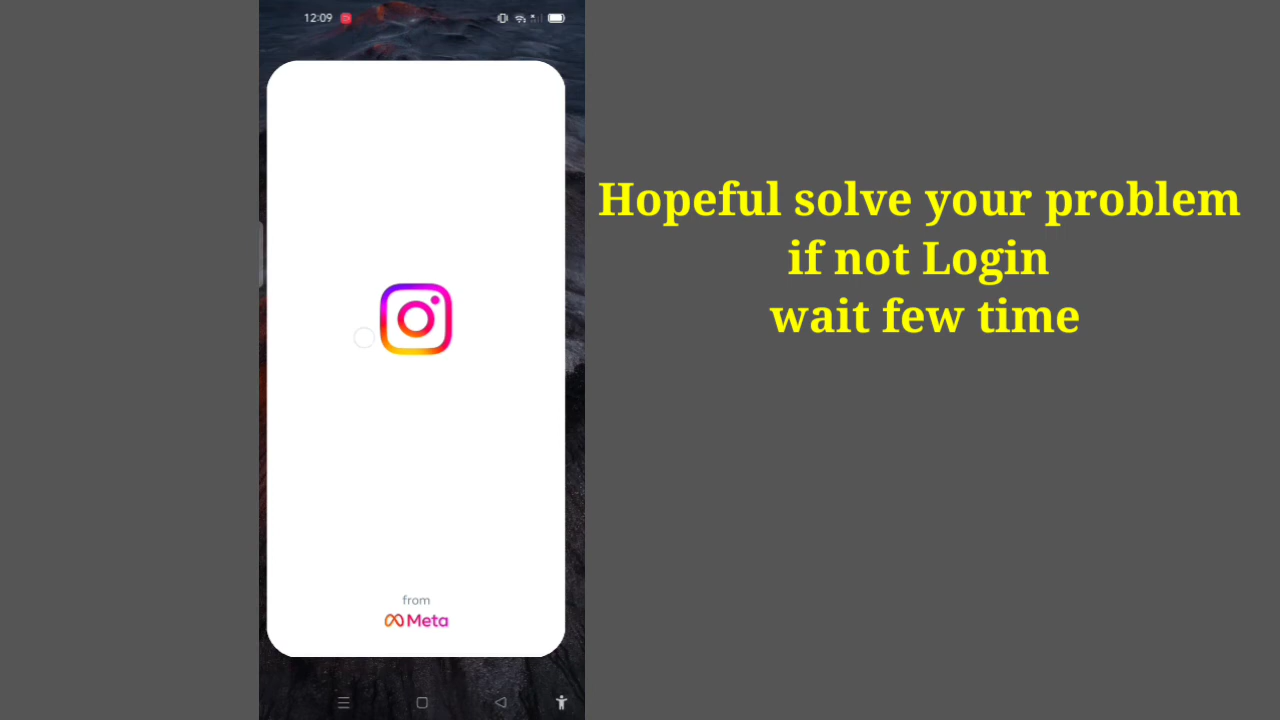 12:09
Hopeful solve your problem
if not Login
wait few time
from
Meta